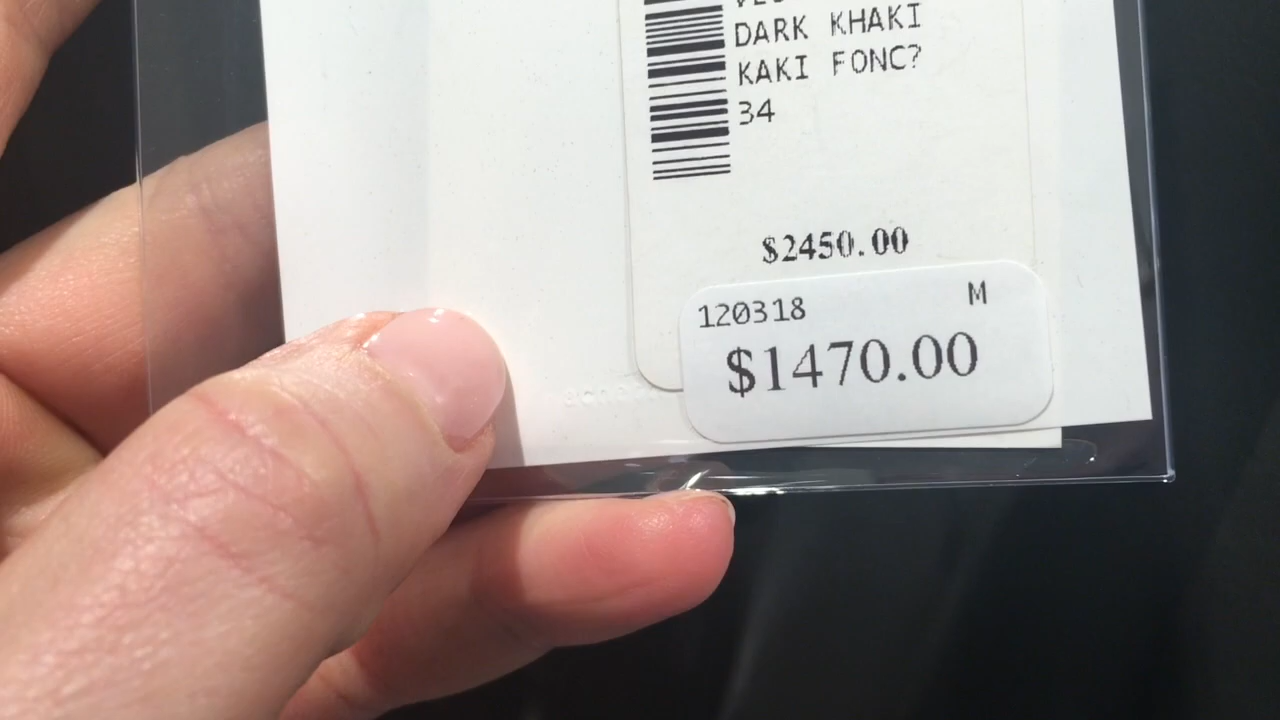 DARK KHAKI
KAKI FONC?
34
$2450.00
120318 M
$1470.00